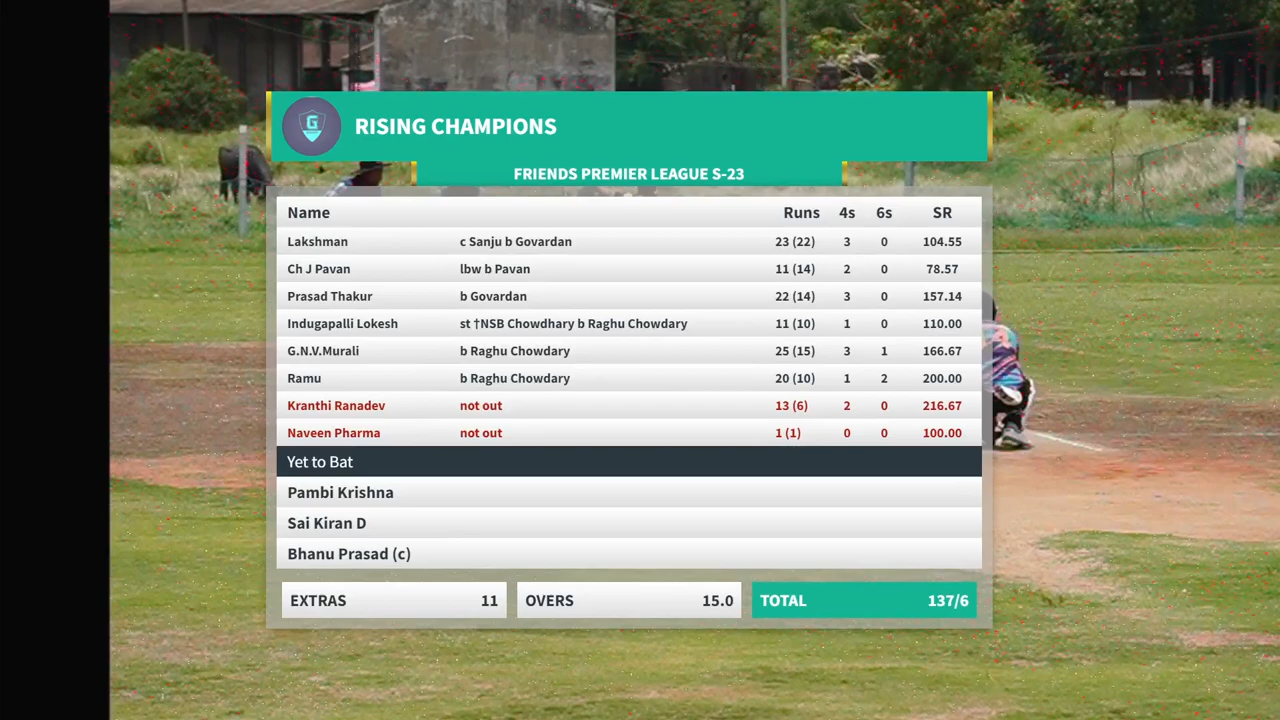 G
RISING CHAMPIONS
FRIENDS PREMIER LEAGUE S-23
Name Runs 4s 6s SR
Lakshman c Sanju b Govardan 23 (22) 3 0 104.55
Ch J Pavan lbw b Pavan 11 (14) 2 0 78.57
Prasad Thakur b Govardan 22 (14) 3 0 157.14
Indugapalli Lokesh st †NSB Chowdhary b Raghu Chowdary 11 (10) 1 0 110.00
G.N.V.Murali b Raghu Chowdary 25 (15) 3 1 166.67
Ramu b Raghu Chowdary 20 (10) 1 2 200.00
Kranthi Ranadev not out 13 (6) 2 0 216.67
Naveen Pharma not out 1 (1) 0 0 100.00
Yet to Bat
Pambi Krishna
Sai Kiran D
Bhanu Prasad (c)
EXTRAS 11 OVERS 15.0 TOTAL 137/6